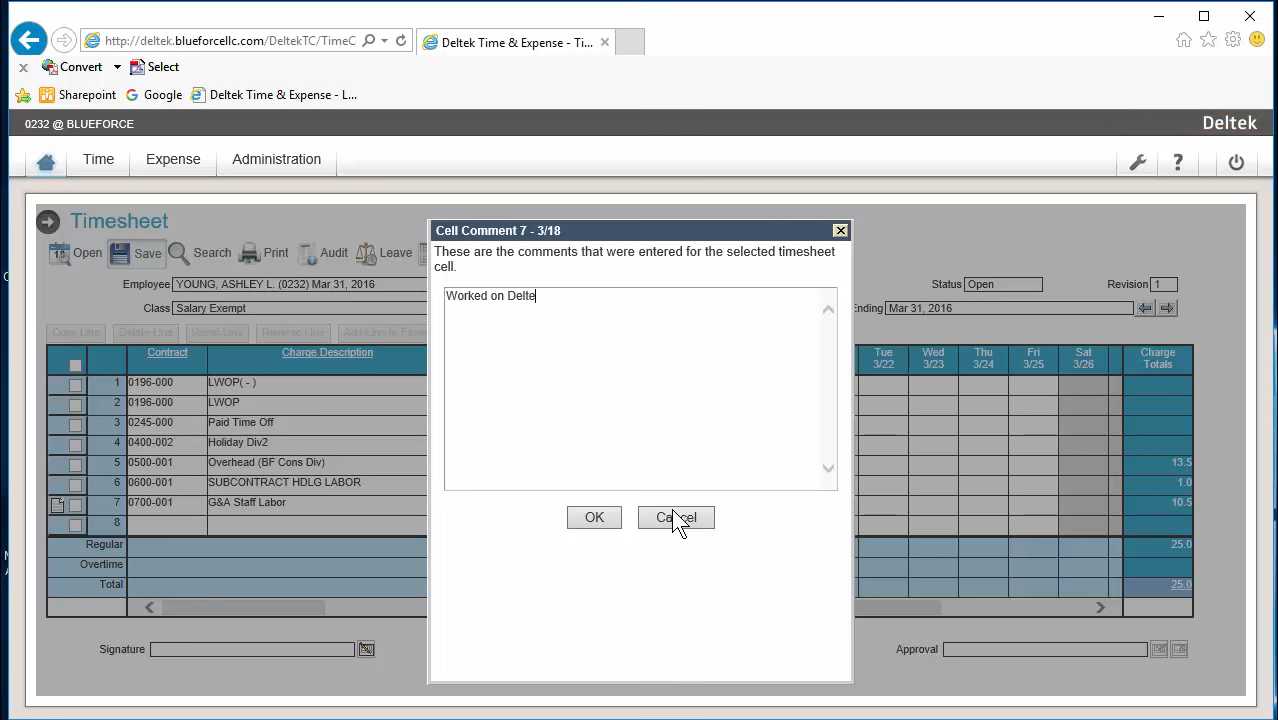 http://deltek.blueforcellc.com/DeltekTC/TimeC
Deltek Time & Expense - Ti...
Convert
Select
Sharepoint
Google
Deltek Time & Expense - L...
0232 @ BLUEFORCE
Deltek
Time
Expense
Administration
?
Timesheet
Open
Save
Search
Print
Audit
Leave
Employee YOUNG, ASHLEY L. (0232) Mar 31, 2016
Status Open
Revision 1
Class Salary Exempt
Ending Mar 31, 2016
Copy Line
Delete Line
Reset Line
Reverse Line
Cell Comment 7 - 3/18
These are the comments that were entered for the selected timesheet
cell.
Worked on Delte
OK
Cancel
Contract
Charge Description
Tue 3/22
Wed 3/23
Thu 3/24
Fri 3/25
Sat 3/26
Charge Totals
1 0196-000 LWOP( - )
2 0196-000 LWOP
3 0245-000 Paid Time Off
4 0400-002 Holiday Div2
5 0500-001 Overhead (BF Cons Div) 13.5
6 0600-001 SUBCONTRACT HDLG LABOR 1.0
7 0700-001 G&A Staff Labor 10.5
8
Regular 25.0
Overtime
Total 25.0
Signature
Approval